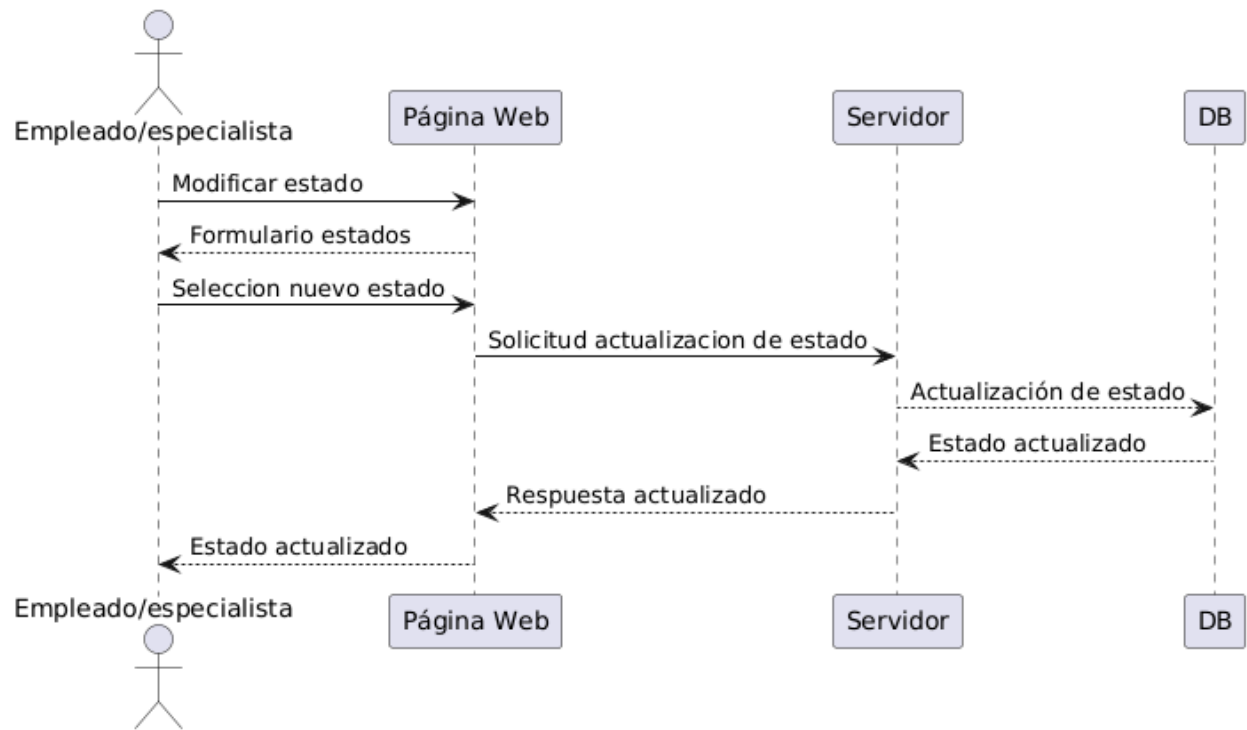 Empleado/especialista
Página Web
Servidor
DB
Modificar estado
Formulario estados
Seleccion nuevo estado
Solicitud actualizacion de estado
Actualización de estado
Estado actualizado
Respuesta actualizado
Estado actualizado
Empleado/especialista
Página Web
Servidor
DB